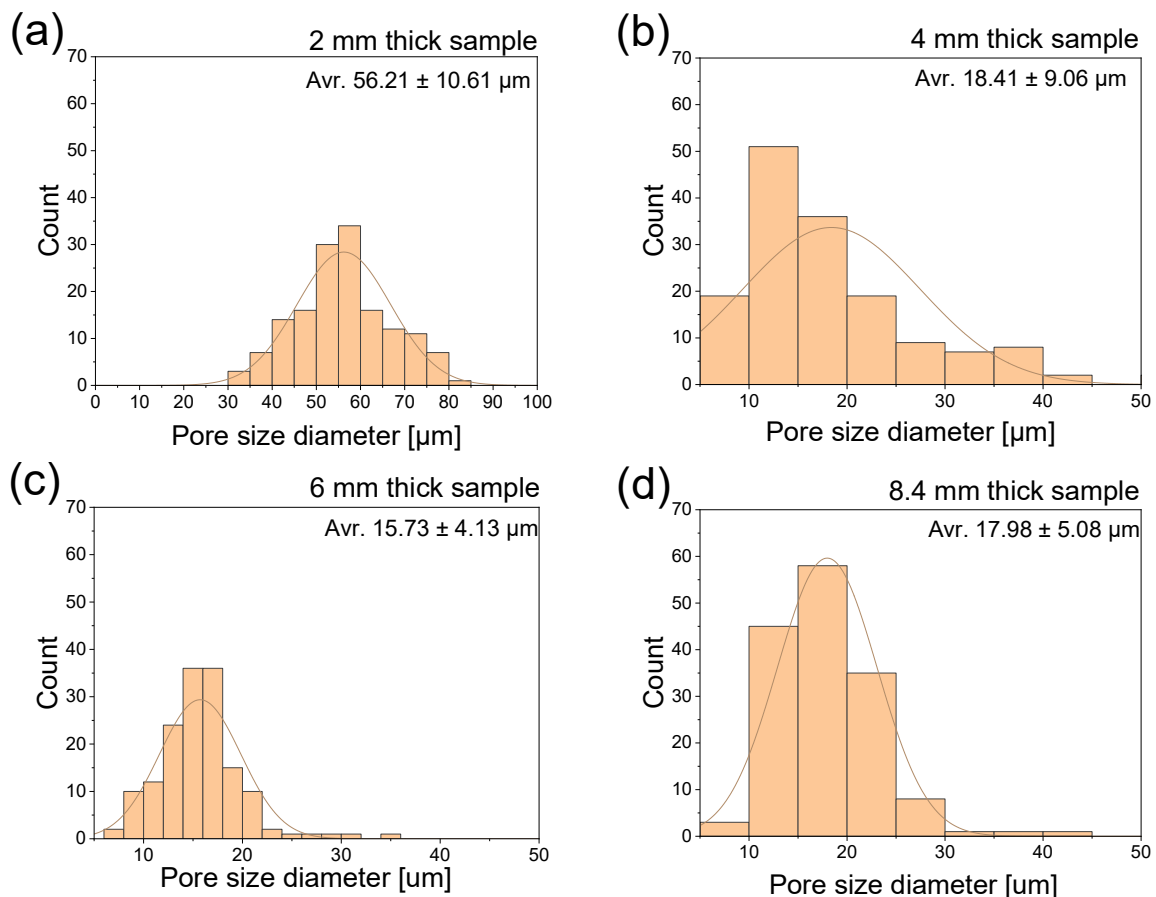 (a)
2 mm thick sample
Avr. 56.21 ± 10.61 µm
Count
70
60
50
40
30
20
10
0
0 10 20 30 40 50 60 70 80 90 100
Pore size diameter [µm]
(b)
4 mm thick sample
Avr. 18.41 ± 9.06 µm
Count
70
60
50
40
30
20
10
0
10 20 30 40 50
Pore size diameter [µm]
(c)
6 mm thick sample
Avr. 15.73 ± 4.13 µm
Count
70
60
50
40
30
20
10
0
10 20 30 40 50
Pore size diameter [um]
(d)
8.4 mm thick sample
Avr. 17.98 ± 5.08 µm
Count
70
60
50
40
30
20
10
0
10 20 30 40 50
Pore size diameter [um]